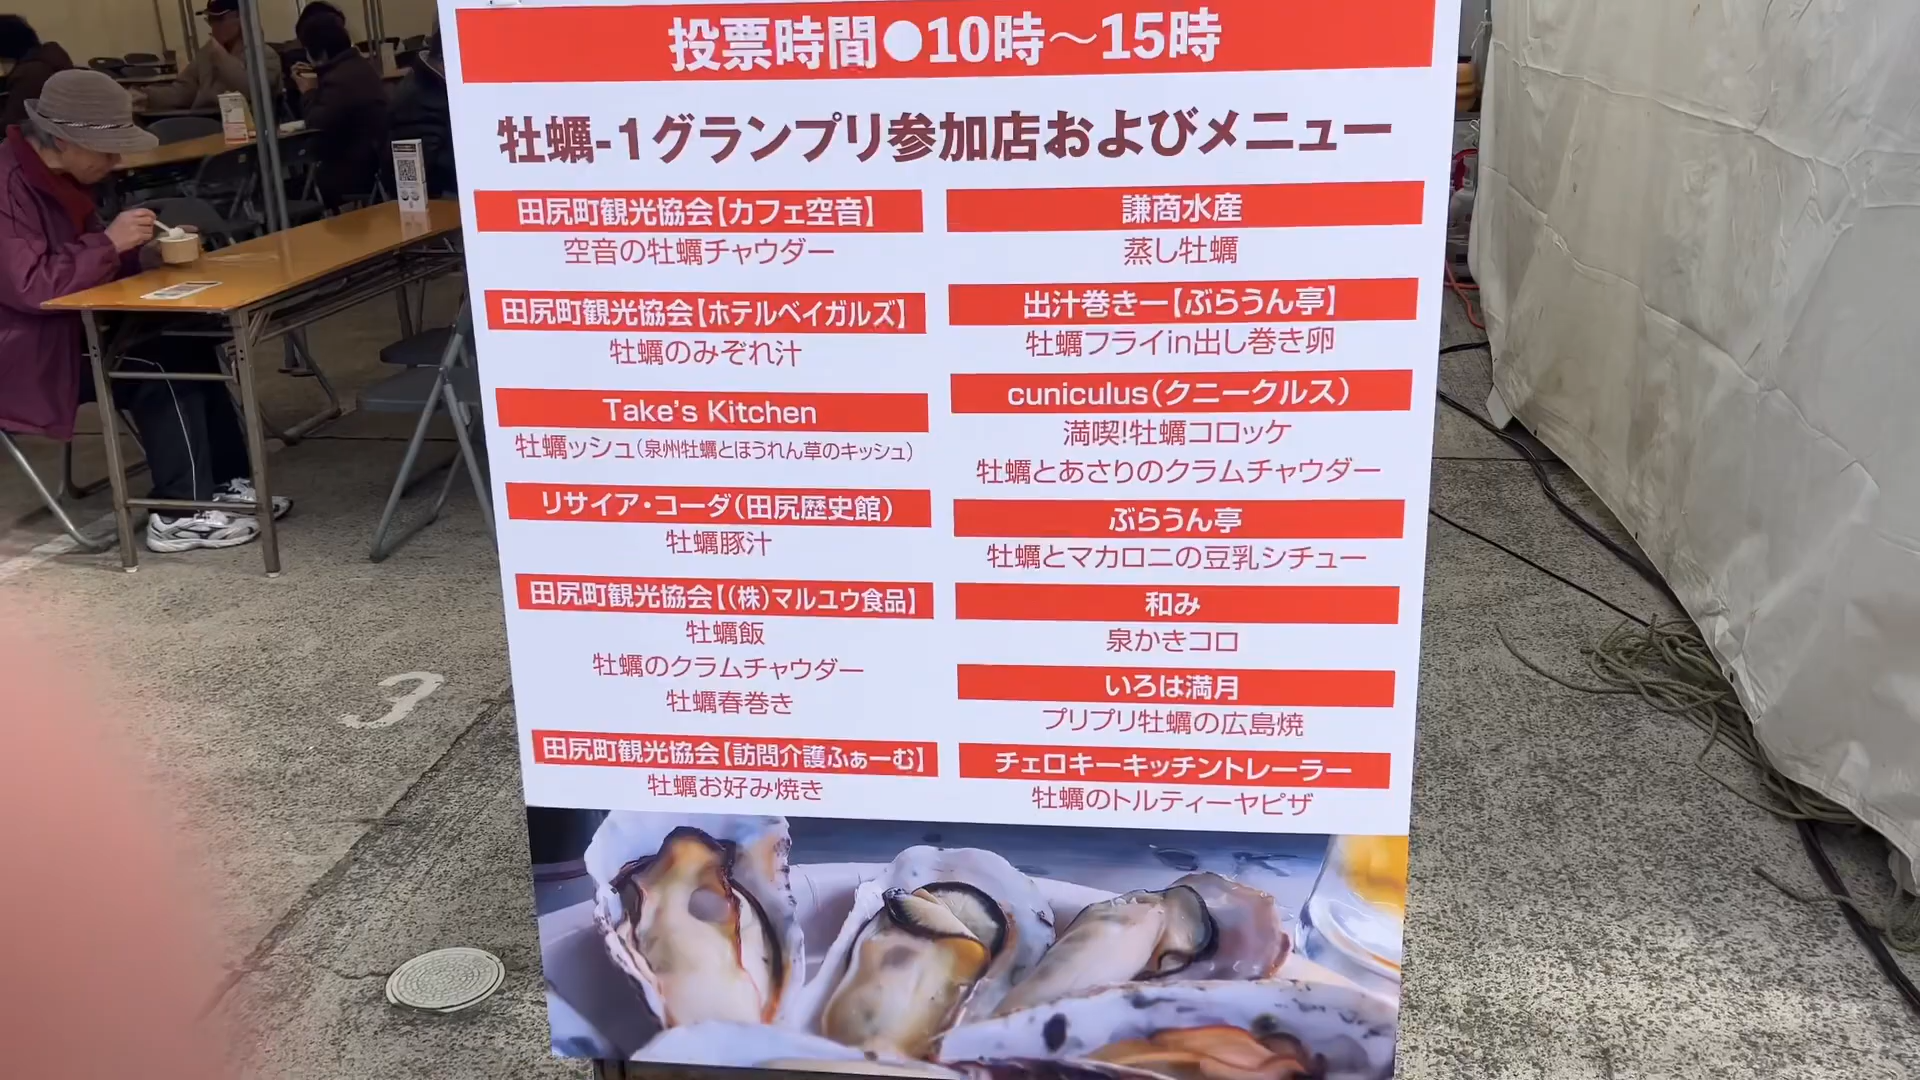 投票時間●10時～15時
牡蠣-1グランプリ参加店およびメニュー
田尻町観光協会【カフェ空音】
空音の牡蠣チャウダー
田尻町観光協会【ホテルベイガルズ】
牡蠣のみぞれ汁
Take's Kitchen
牡蠣ッシュ（泉州牡蠣とほうれん草のキッシュ）
リサイア・コーダ（田尻歴史館）
牡蠣豚汁
田尻町観光協会【(株)マルユウ食品】
牡蠣飯
牡蠣のクラムチャウダー
牡蠣春巻き
田尻町観光協会【訪問介護ふぁーむ】
牡蠣お好み焼き
謙商水産
蒸し牡蠣
出汁巻き一【ぶらうん亭】
牡蠣フライin出し巻き卵
cuniculus（クニークルス）
満喫!牡蠣コロッケ
牡蠣とあさりのクラムチャウダー
ぶらうん亭
牡蠣とマカロニの豆乳シチュー
和み
泉かきコロ
いろは満月
プリプリ牡蠣の広島焼
チェロキーキッチントレーラー
牡蠣のトルティーヤピザ
3